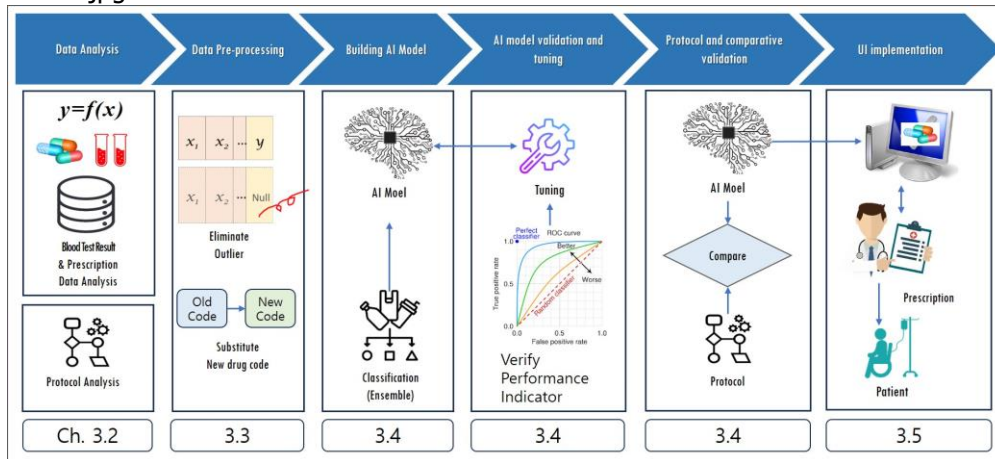 Data Analysis
Data Pre-processing
Building AI Model
AI model validation and
tuning
Protocol and comparative
validation
UI implementation
y=f(x)
Blood Test Result
& Prescription
Data Analysis
Protocol Analysis
x1 x2 ... y
x1 x2 ... Null
Eliminate
Outlier
Old
Code
New
Code
Substitute
New drug code
AI Moel
Classification
(Ensemble)
Tuning
Perfect
classifier
ROC curve
1.0
Better
Worse
Random classifier
True positive rate
0.5
0.0
0.0
0.5
1.0
False positive rate
Verify
Performance
Indicator
AI Moel
Compare
Protocol
Prescription
Patient
Ch. 3.2
3.3
3.4
3.4
3.4
3.5